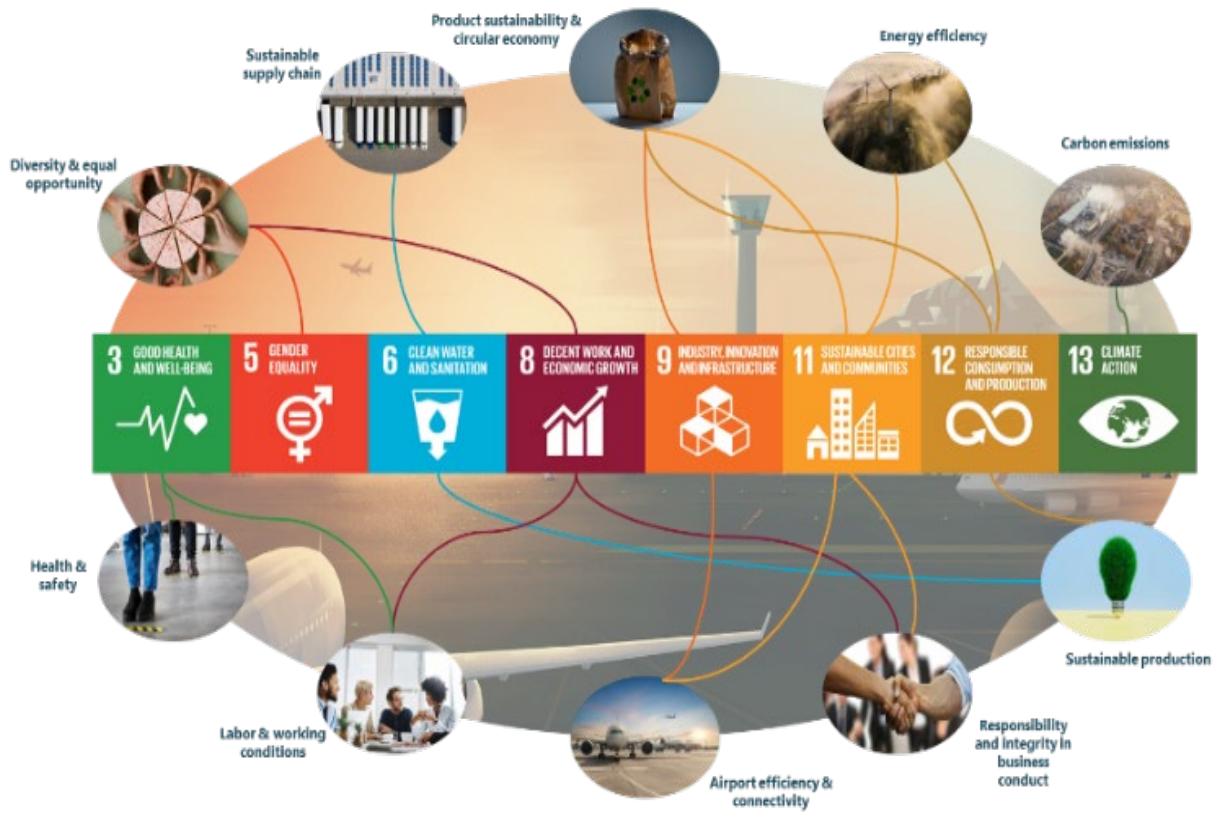 Product sustainability &
circular economy
Energy efficiency
Sustainable
supply chain
Carbon emissions
Diversity & equal
opportunity
3 GOOD HEALTH
AND WELL-BEING
5 GENDER
EQUALITY
6 CLEAN WATER
AND SANITATION
8 DECENT WORK AND
ECONOMIC GROWTH
9 INDUSTRY, INNOVATION
AND INFRASTRUCTURE
11 SUSTAINABLE CITIES
AND COMMUNITIES
12 RESPONSIBLE
CONSUMPTION
AND PRODUCTION
13 CLIMATE
ACTION
Health &
safety
Sustainable production
Labor & working
conditions
Airport efficiency &
connectivity
Responsibility
and integrity in
business
conduct